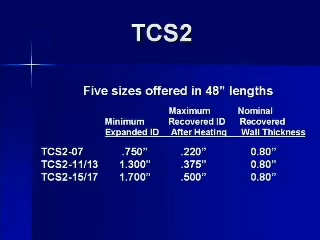 TCS2
Five sizes offered in 48” lengths
Maximum Nominal
Minimum Recovered ID Recovered
Expanded ID After Heating Wall Thickness
TCS2-07 .750” .220” 0.80”
TCS2-11/13 1.300” .375” 0.80”
TCS2-15/17 1.700” .500” 0.80”